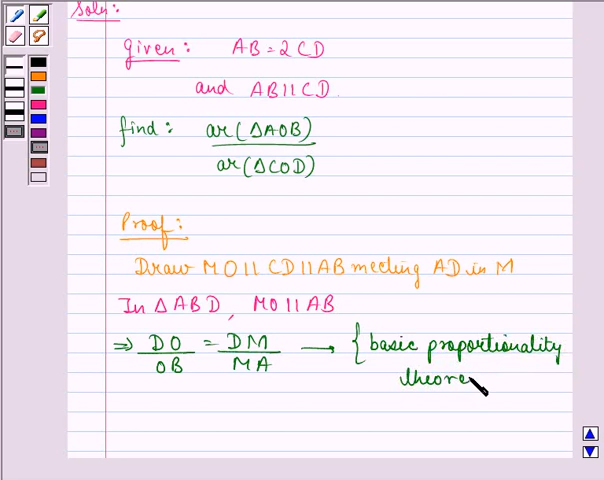 Soln:
given: AB = 2CD
and AB || CD.
find: ar(ΔAOB)
ar(ΔCOD)
Proof:
Draw MO || CD || AB meeting AD in M
In ΔABD, MO || AB
⇒ DO = DM → { basic proportionality
OB MA
theore